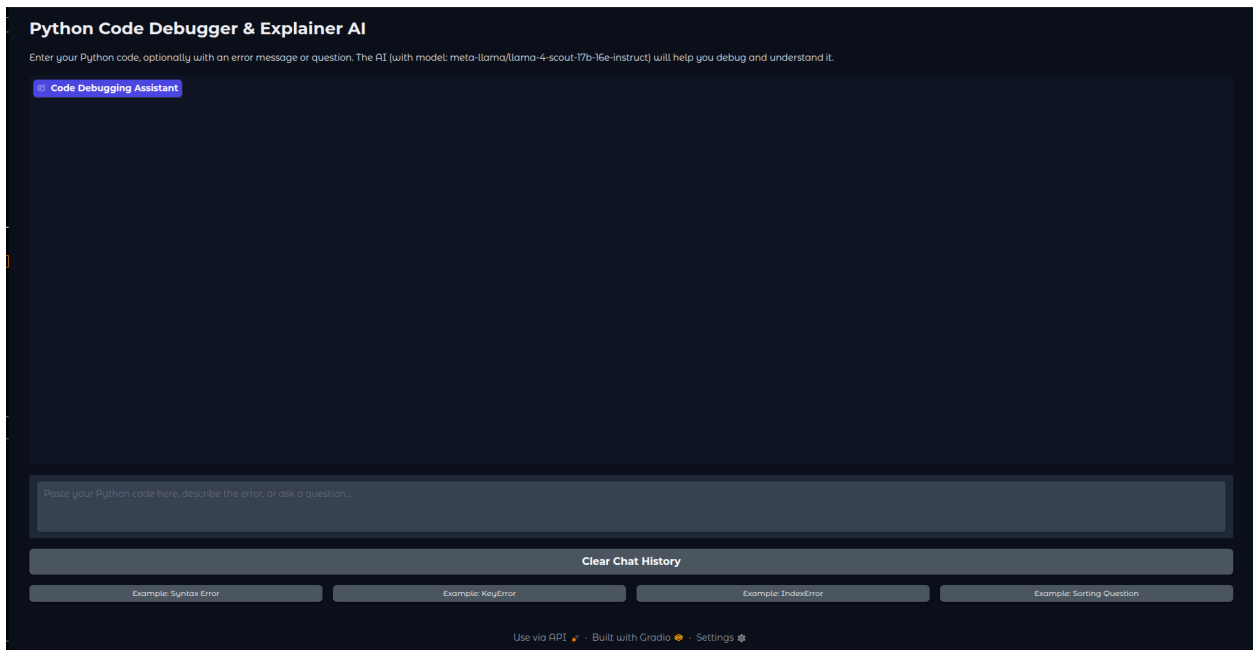 Python Code Debugger & Explainer AI
Enter your Python code, optionally with an error message or question. The AI (with model: meta-llama/llama-4-scout-17b-16e-instruct) will help you debug and understand it.
Code Debugging Assistant
Paste your Python code here, describe the error, or ask a question...
Clear Chat History
Example: Syntax Error
Example: KeyError
Example: IndexError
Example: Sorting Question
Use via API · Built with Gradio · Settings